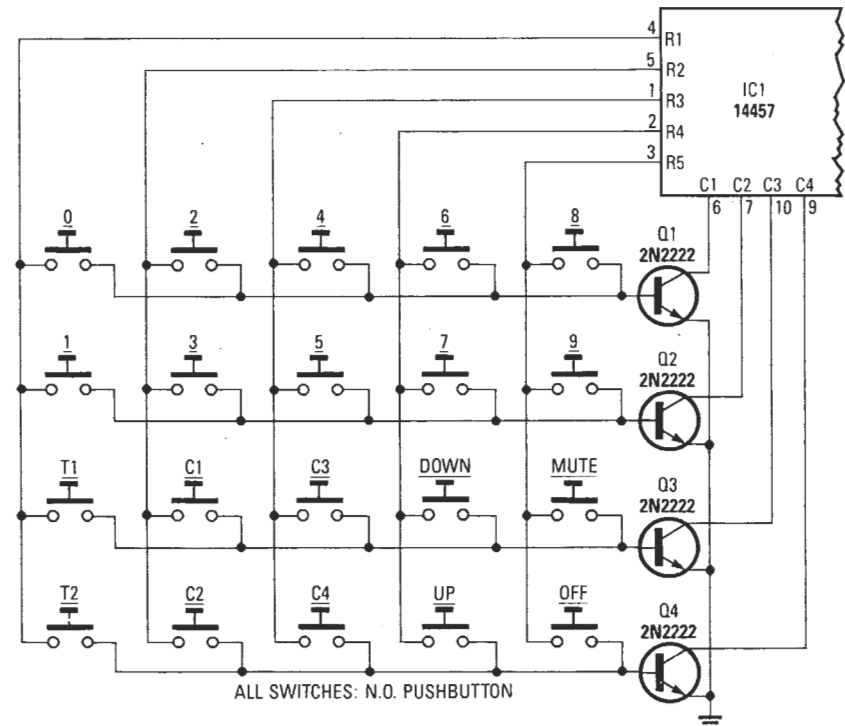 4 R1
5 R2
1 R3
2 R4
3 R5
IC1
14457
C1 C2 C3 C4
6 7 10 9
0 2 4 6 8
Q1
2N2222
1 3 5 7 9
Q2
2N2222
T1 C1 C3 DOWN MUTE
Q3
2N2222
T2 C2 C4 UP OFF
Q4
2N2222
ALL SWITCHES: N.O. PUSHBUTTON